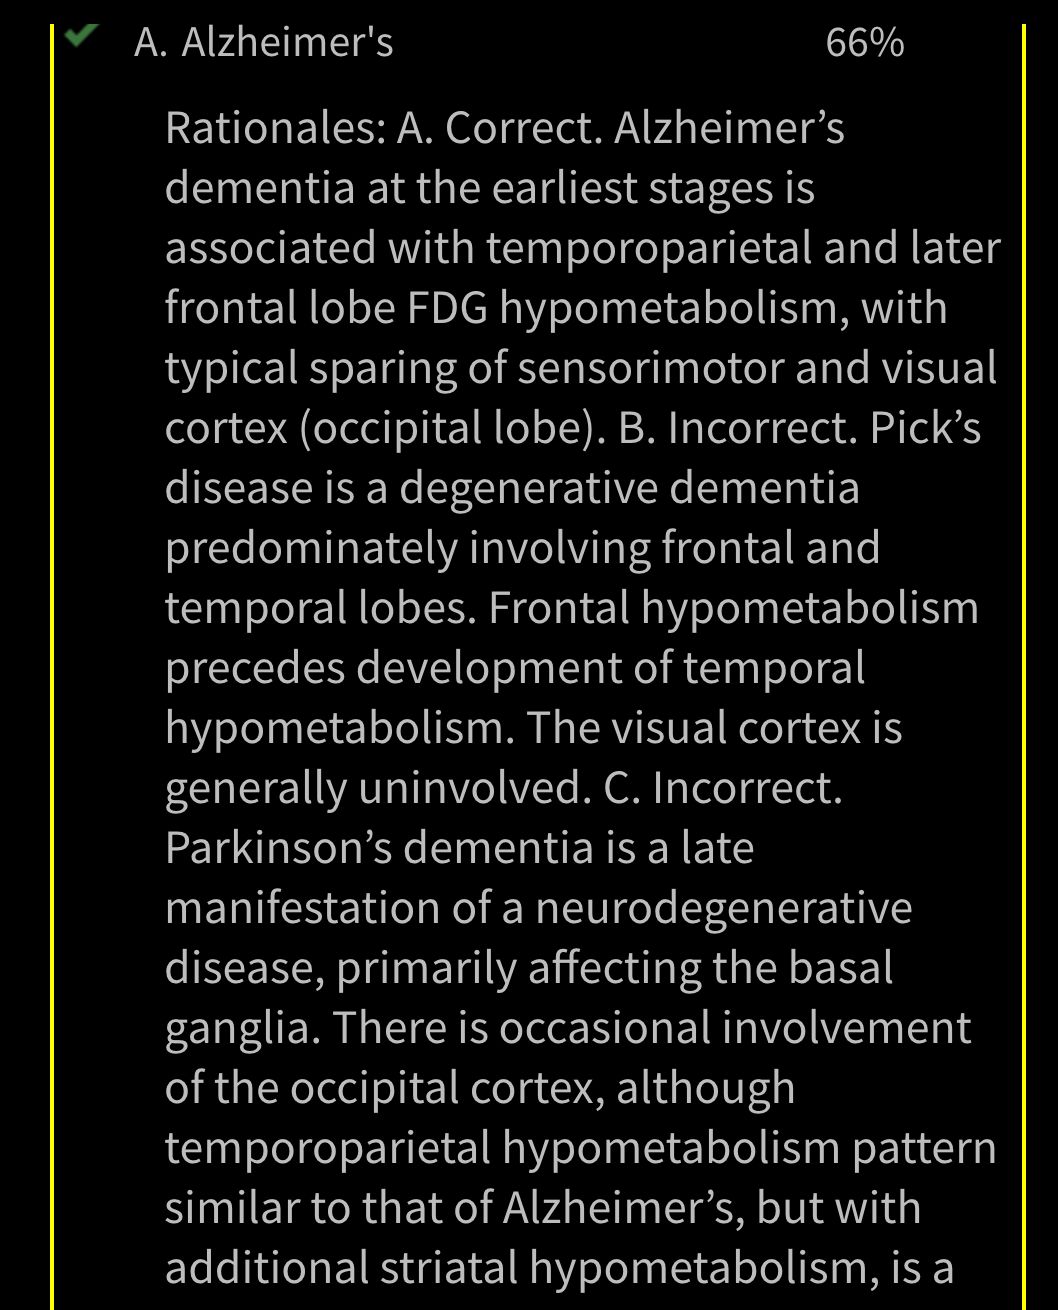 A. Alzheimer's 66%
Rationales: A. Correct. Alzheimer’s
dementia at the earliest stages is
associated with temporoparietal and later
frontal lobe FDG hypometabolism, with
typical sparing of sensorimotor and visual
cortex (occipital lobe). B. Incorrect. Pick’s
disease is a degenerative dementia
predominately involving frontal and
temporal lobes. Frontal hypometabolism
precedes development of temporal
hypometabolism. The visual cortex is
generally uninvolved. C. Incorrect.
Parkinson’s dementia is a late
manifestation of a neurodegenerative
disease, primarily affecting the basal
ganglia. There is occasional involvement
of the occipital cortex, although
temporoparietal hypometabolism pattern
similar to that of Alzheimer’s, but with
additional striatal hypometabolism, is a